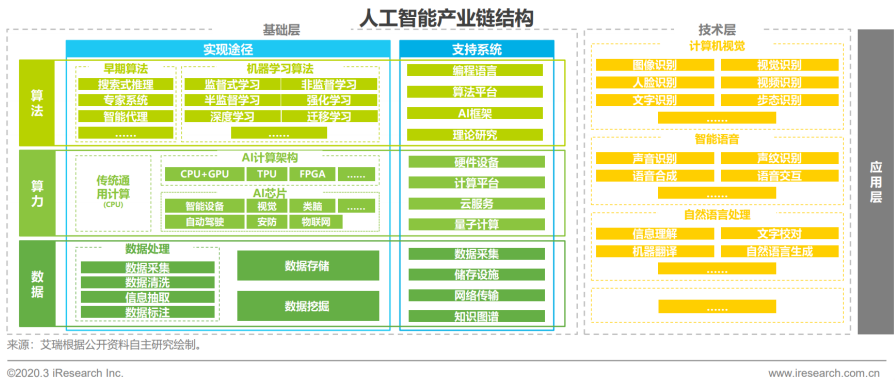 人工智能产业链结构
基础层
实现途径
支持系统
算法
早期算法
搜索式推理
专家系统
智能代理
……
机器学习算法
监督式学习 非监督学习
半监督学习 强化学习
深度学习 迁移学习
……
编程语言
算法平台
AI框架
理论研究
算力
传统通
用计算
(CPU)
AI计算架构
CPU+GPU TPU FPGA ……
AI芯片
智能设备 视觉 类脑 ……
自动驾驶 安防 物联网
硬件设备
计算平台
云服务
量子计算
数据
数据处理
数据采集
数据清洗
信息抽取
数据标注
数据存储
数据挖掘
数据采集
储存设施
网络传输
知识图谱
技术层
计算机视觉
图像识别 视觉识别
人脸识别 视频识别
文字识别 步态识别
……
智能语音
声音识别 声纹识别
语音合成 语音交互
……
自然语言处理
信息理解 文字校对
机器翻译 自然语言生成
……
……
应用层
来源：艾瑞根据公开资料自主研究绘制。
©2020.3 iResearch Inc.
www.iresearch.com.cn